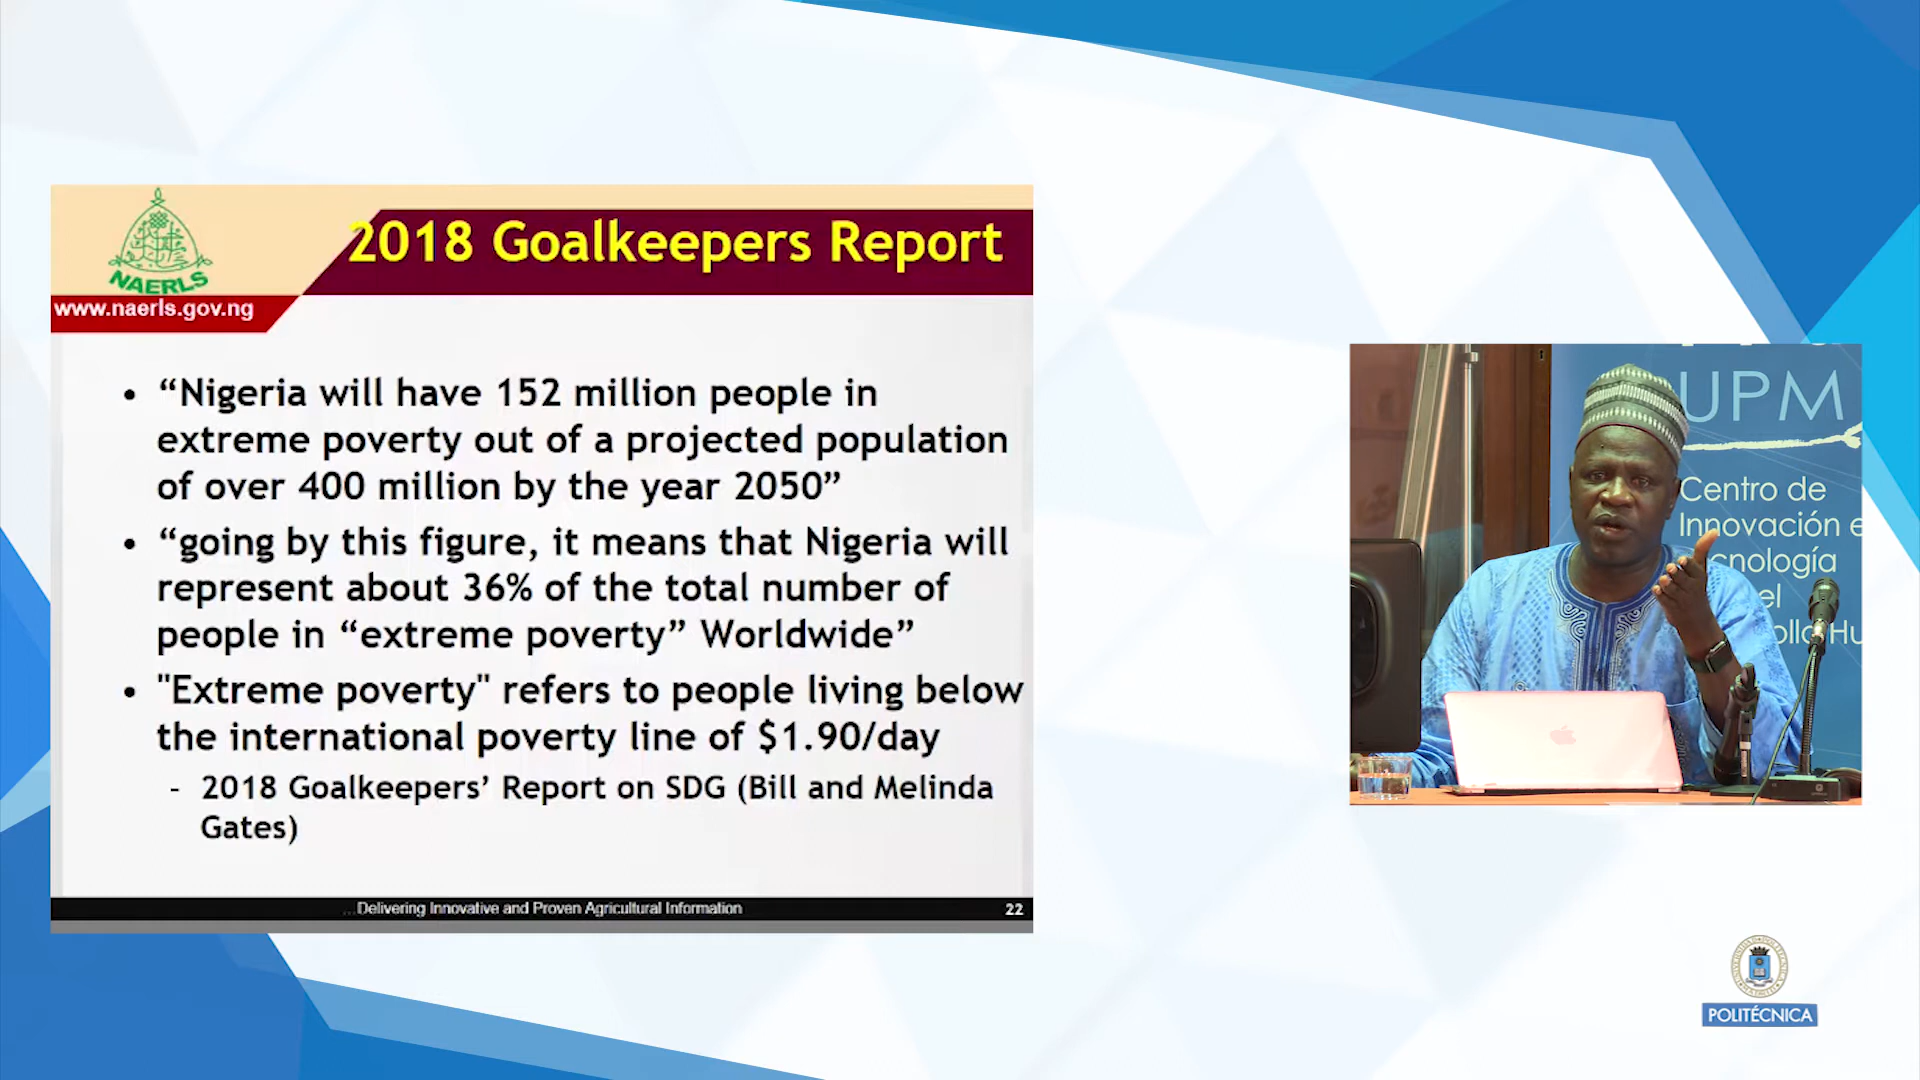 2018 Goalkeepers Report
NAERLS
www.naerls.gov.ng
• “Nigeria will have 152 million people in
extreme poverty out of a projected population
of over 400 million by the year 2050”
• “going by this figure, it means that Nigeria will
represent about 36% of the total number of
people in “extreme poverty” Worldwide”
• "Extreme poverty" refers to people living below
the international poverty line of $1.90/day
- 2018 Goalkeepers’ Report on SDG (Bill and Melinda
Gates)
...Delivering Innovative and Proven Agricultural Information
22
UPM
Centro de
Innovación e
cnología
el
ollo Hu
POLITÉCNICA